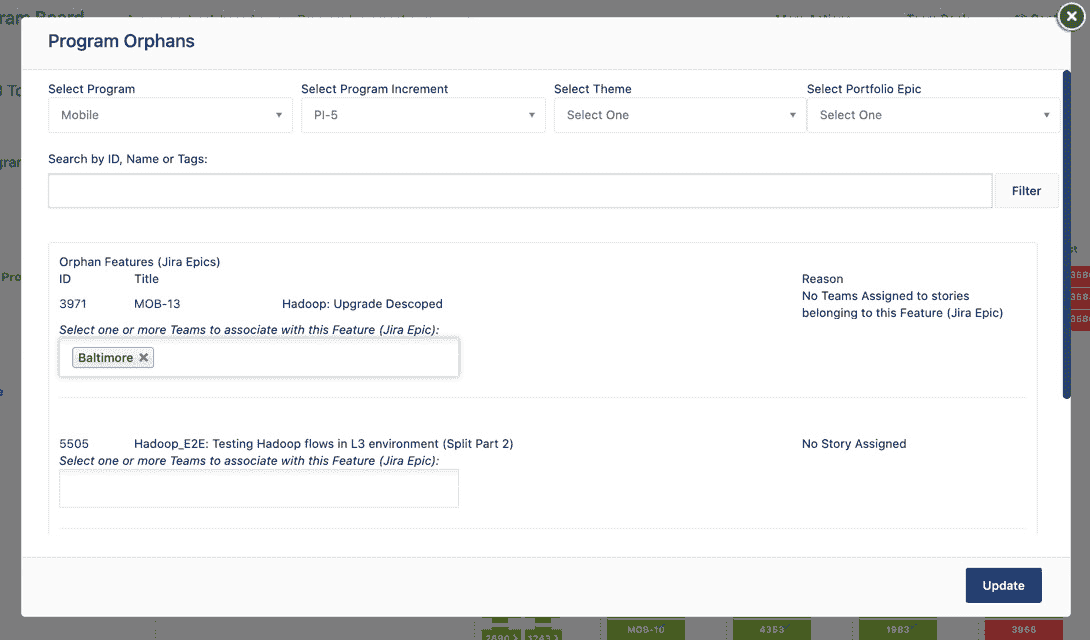 Program Orphans
Select Program
Select Program Increment
Select Theme
Select Portfolio Epic
Mobile
PI-5
Select One
Select One
Search by ID, Name or Tags:
Filter
Orphan Features (Jira Epics)
ID Title Reason
3971 MOB-13 Hadoop: Upgrade Descoped
No Teams Assigned to stories
belonging to this Feature (Jira Epic)
Select one or more Teams to associate with this Feature (Jira Epic):
Baltimore
5505 Hadoop_E2E: Testing Hadoop flows in L3 environment (Split Part 2) No Story Assigned
Select one or more Teams to associate with this Feature (Jira Epic):
Update
2690 1243 MOB-10 4353 1983 3966